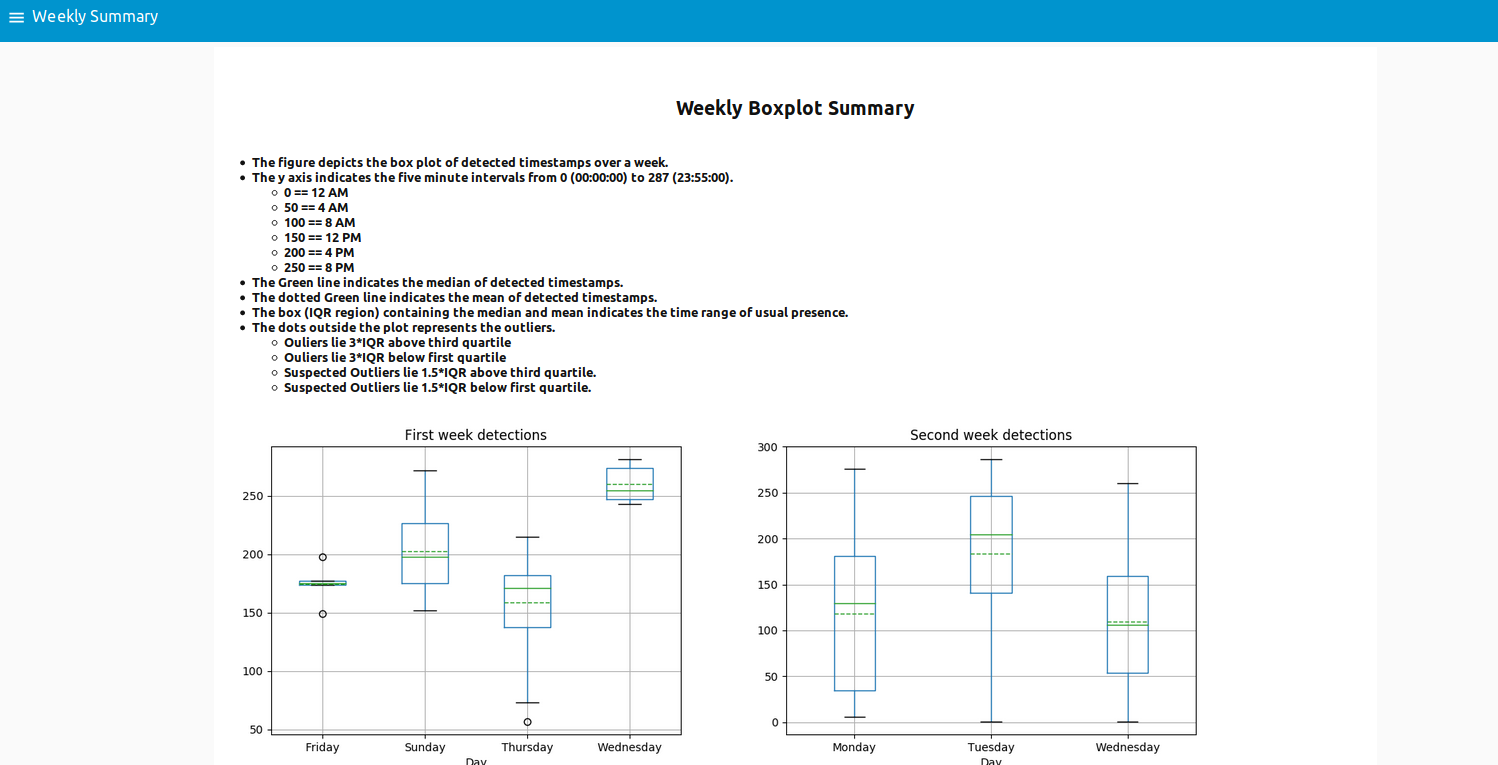 Weekly Summary
Weekly Boxplot Summary
The figure depicts the box plot of detected timestamps over a week.
The y axis indicates the five minute intervals from 0 (00:00:00) to 287 (23:55:00).
0 == 12 AM
50 == 4 AM
100 == 8 AM
150 == 12 PM
200 == 4 PM
250 == 8 PM
The Green line indicates the median of detected timestamps.
The dotted Green line indicates the mean of detected timestamps.
The box (IQR region) containing the median and mean indicates the time range of usual presence.
The dots outside the plot represents the outliers.
Ouliers lie 3*IQR above third quartile
Ouliers lie 3*IQR below first quartile
Suspected Outliers lie 1.5*IQR above third quartile.
Suspected Outliers lie 1.5*IQR below first quartile.
First week detections
250
200
150
100
50
Friday Sunday Thursday Wednesday
Day
Second week detections
300
250
200
150
100
50
0
Monday Tuesday Wednesday
Day